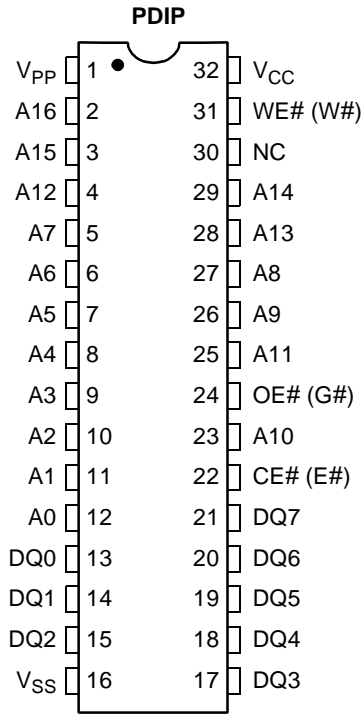 PDIP
VPP 1 32 VCC
A16 2 31 WE# (W#)
A15 3 30 NC
A12 4 29 A14
A7 5 28 A13
A6 6 27 A8
A5 7 26 A9
A4 8 25 A11
A3 9 24 OE# (G#)
A2 10 23 A10
A1 11 22 CE# (E#)
A0 12 21 DQ7
DQ0 13 20 DQ6
DQ1 14 19 DQ5
DQ2 15 18 DQ4
VSS 16 17 DQ3